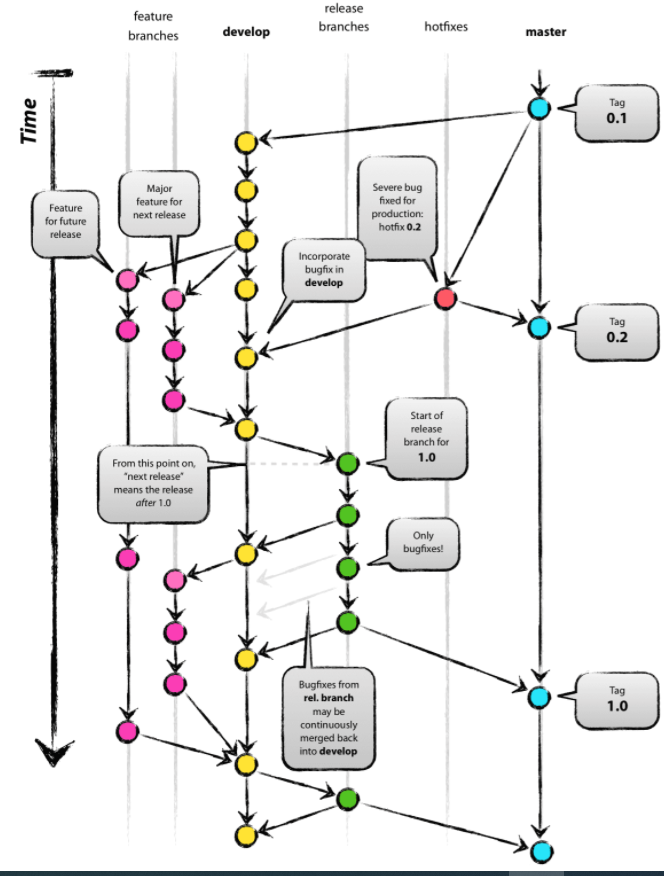 feature
branches
develop
release
branches
hotfixes
master
Time
Tag
0.1
Feature
for future
release
Major
feature for
next release
Severe bug
fixed for
production:
hotfix 0.2
Incorporate
bugfix in
develop
Tag
0.2
Start of
release
branch for
1.0
From this point on,
“next release”
means the release
after 1.0
Only
bugfixes!
Bugfixes from
rel. branch
may be
continuously
merged back
into develop
Tag
1.0